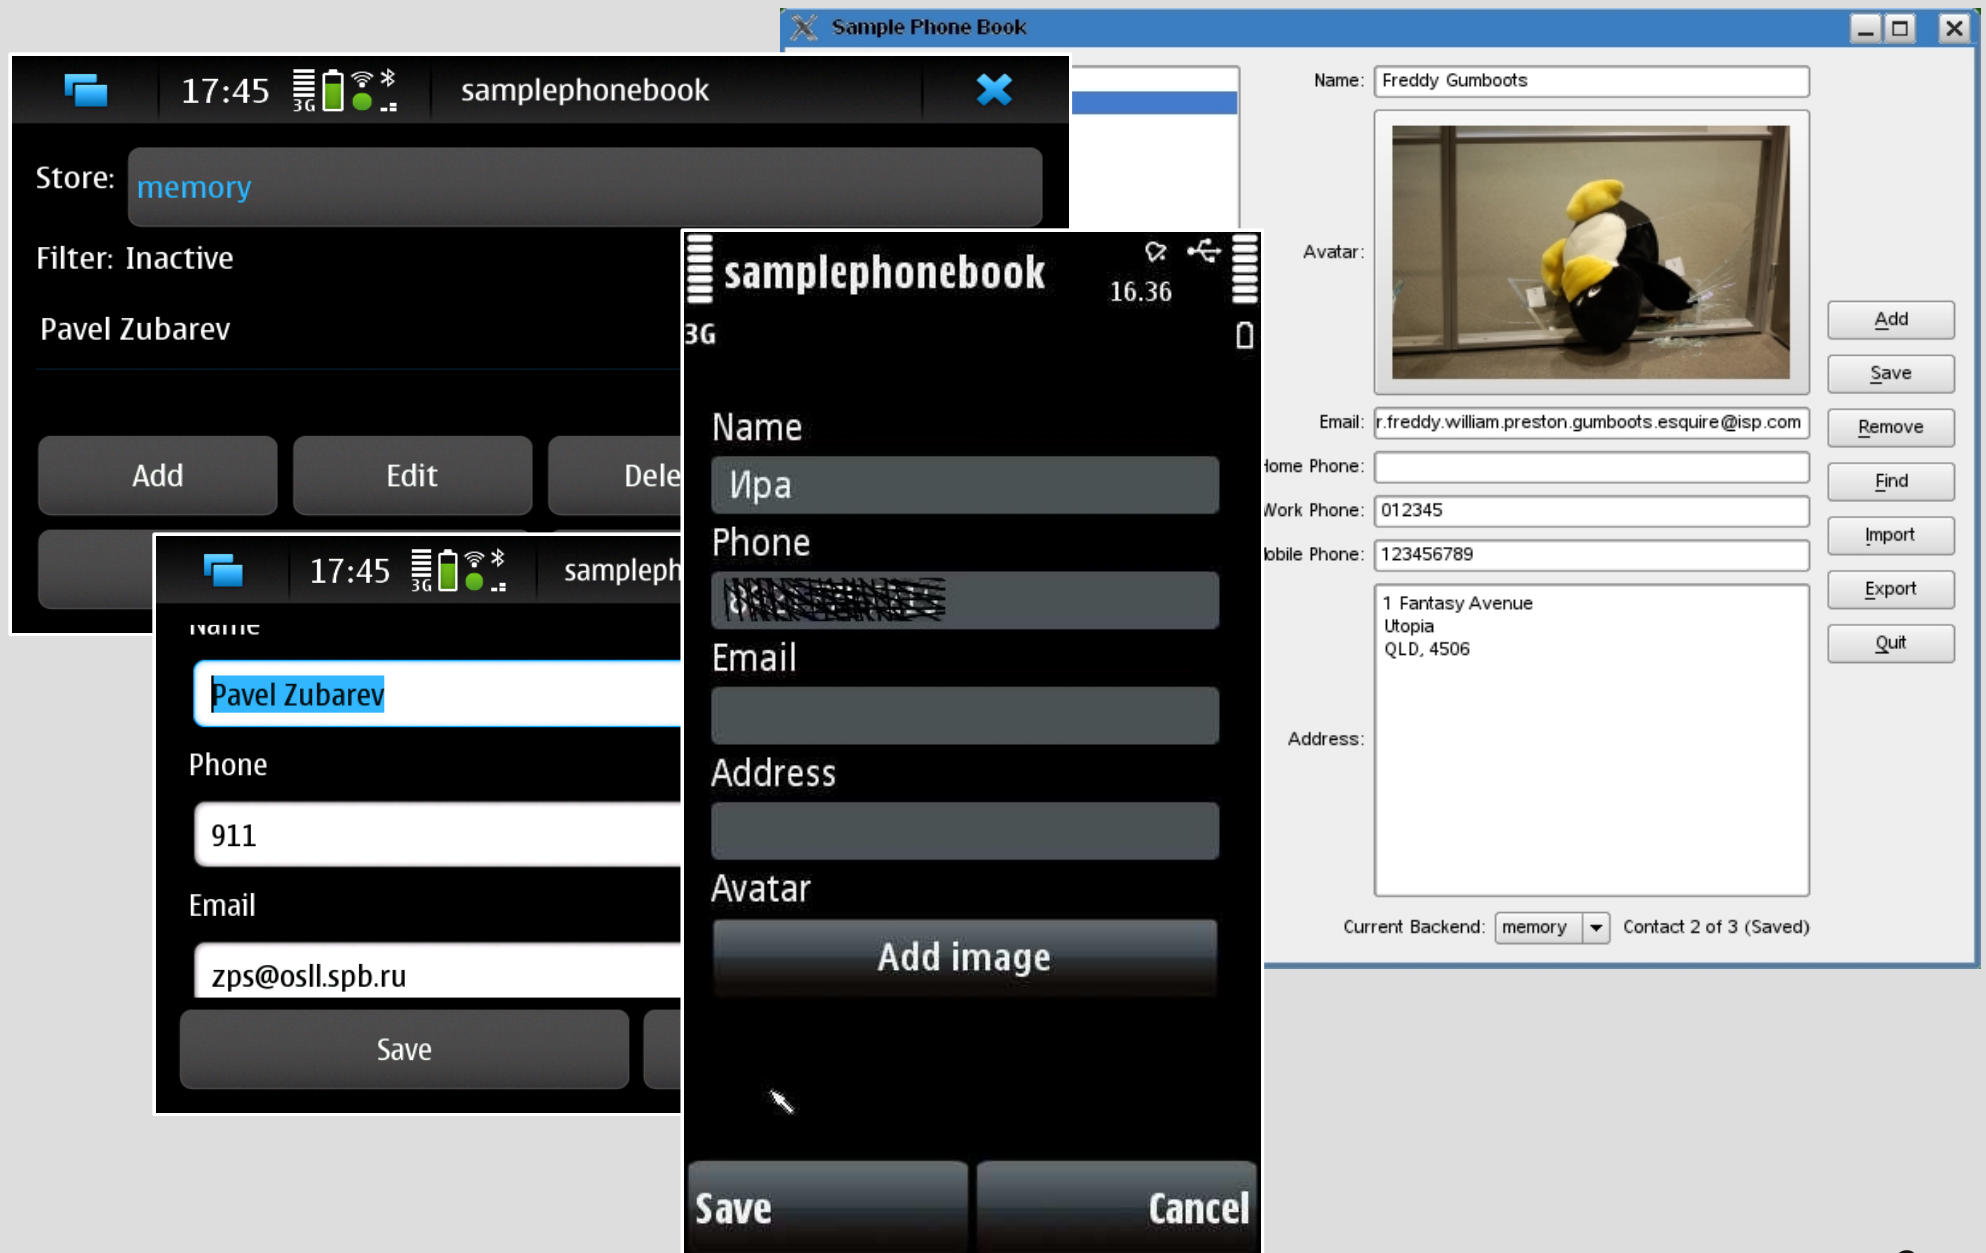 Sample Phone Book
Name: Freddy Gumboots
Avatar:
Email: r.freddy.william.preston.gumboots.esquire@isp.com
Home Phone:
Work Phone: 012345
Mobile Phone: 123456789
Address:
1 Fantasy Avenue
Utopia
QLD, 4506
Current Backend: memory Contact 2 of 3 (Saved)
Add
Save
Remove
Find
Import
Export
Quit
17:45 3G samplephonebook
Store: memory
Filter: Inactive
Pavel Zubarev
Add Edit Dele
17:45 3G sampleph
Name
Pavel Zubarev
Phone
911
Email
zps@osll.spb.ru
Save
samplephonebook
16.36
3G
Name
Ира
Phone
Email
Address
Avatar
Add image
Save Cancel